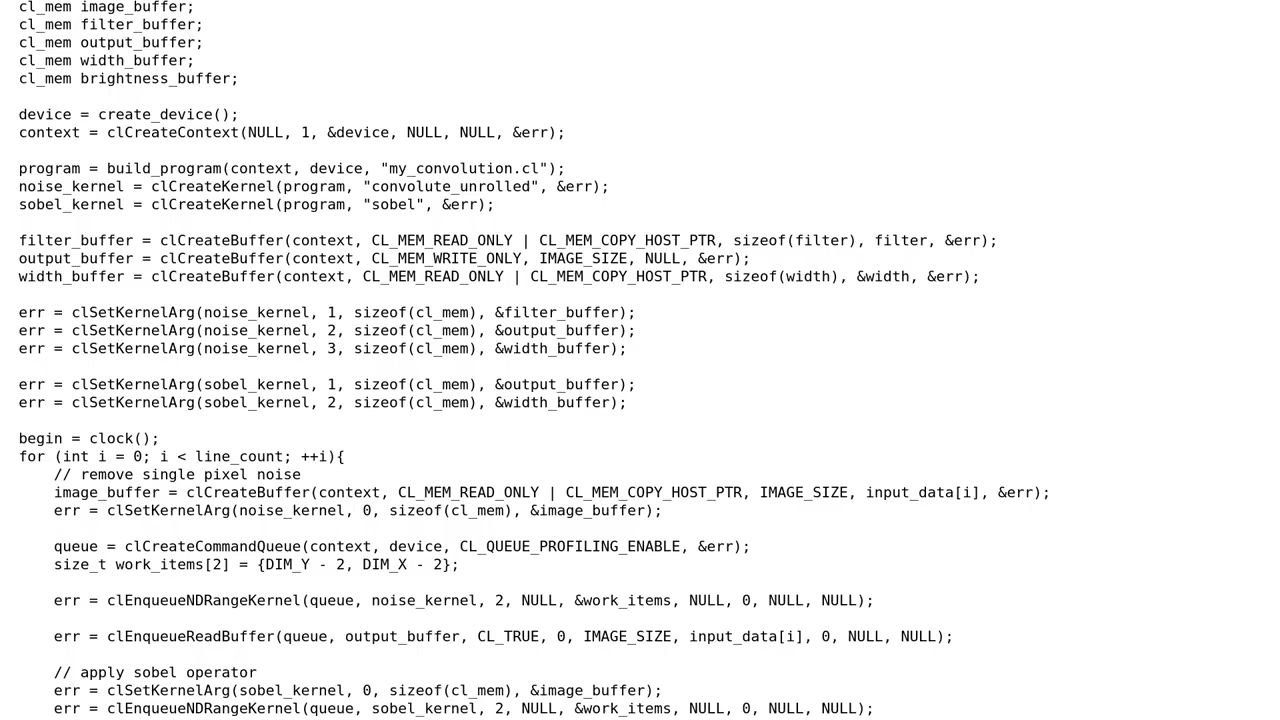 cl_mem image_buffer;
cl_mem filter_buffer;
cl_mem output_buffer;
cl_mem width_buffer;
cl_mem brightness_buffer;

device = create_device();
context = clCreateContext(NULL, 1, &device, NULL, NULL, &err);

program = build_program(context, device, "my_convolution.cl");
noise_kernel = clCreateKernel(program, "convolute_unrolled", &err);
sobel_kernel = clCreateKernel(program, "sobel", &err);

filter_buffer = clCreateBuffer(context, CL_MEM_READ_ONLY | CL_MEM_COPY_HOST_PTR, sizeof(filter), filter, &err);
output_buffer = clCreateBuffer(context, CL_MEM_WRITE_ONLY, IMAGE_SIZE, NULL, &err);
width_buffer = clCreateBuffer(context, CL_MEM_READ_ONLY | CL_MEM_COPY_HOST_PTR, sizeof(width), &width, &err);

err = clSetKernelArg(noise_kernel, 1, sizeof(cl_mem), &filter_buffer);
err = clSetKernelArg(noise_kernel, 2, sizeof(cl_mem), &output_buffer);
err = clSetKernelArg(noise_kernel, 3, sizeof(cl_mem), &width_buffer);

err = clSetKernelArg(sobel_kernel, 1, sizeof(cl_mem), &output_buffer);
err = clSetKernelArg(sobel_kernel, 2, sizeof(cl_mem), &width_buffer);

begin = clock();
for (int i = 0; i < line_count; ++i){
    // remove single pixel noise
    image_buffer = clCreateBuffer(context, CL_MEM_READ_ONLY | CL_MEM_COPY_HOST_PTR, IMAGE_SIZE, input_data[i], &err);
    err = clSetKernelArg(noise_kernel, 0, sizeof(cl_mem), &image_buffer);

    queue = clCreateCommandQueue(context, device, CL_QUEUE_PROFILING_ENABLE, &err);
    size_t work_items[2] = {DIM_Y - 2, DIM_X - 2};

    err = clEnqueueNDRangeKernel(queue, noise_kernel, 2, NULL, &work_items, NULL, 0, NULL, NULL);

    err = clEnqueueReadBuffer(queue, output_buffer, CL_TRUE, 0, IMAGE_SIZE, input_data[i], 0, NULL, NULL);

    // apply sobel operator
    err = clSetKernelArg(sobel_kernel, 0, sizeof(cl_mem), &image_buffer);
    err = clEnqueueNDRangeKernel(queue, sobel_kernel, 2, NULL, &work_items, NULL, 0, NULL, NULL);